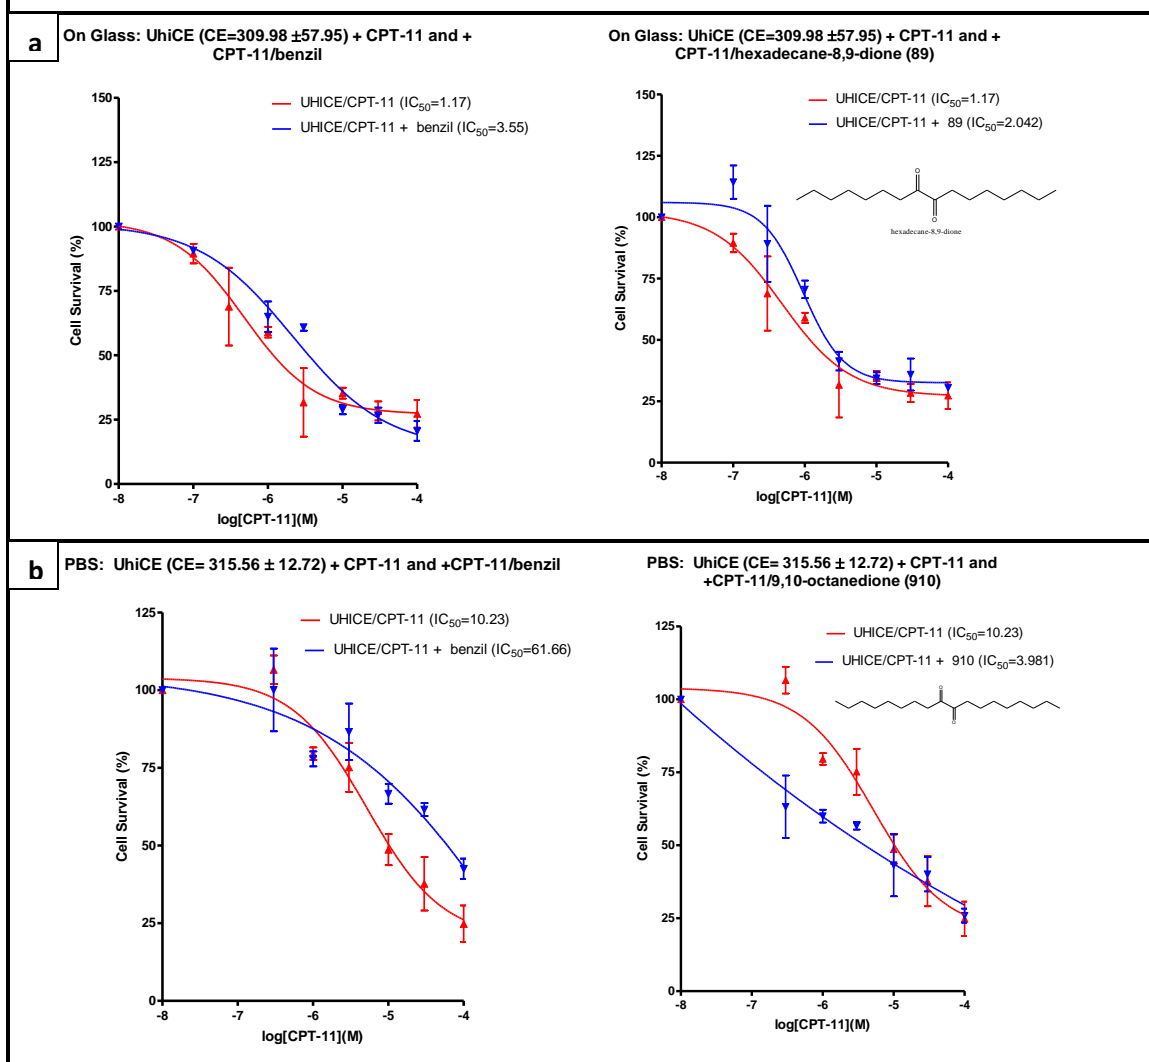 a
On Glass: UhiCE (CE=309.98 ±57.95) + CPT-11 and +
CPT-11/benzil
UHICE/CPT-11 (IC50=1.17)
UHICE/CPT-11 + benzil (IC50=3.55)
150
125
100
75
50
25
0
Cell Survival (%)
-8
-7
-6
-5
-4
log[CPT-11](M)
On Glass: UhiCE (CE=309.98 ±57.95) + CPT-11 and +
CPT-11/hexadecane-8,9-dione (89)
UHICE/CPT-11 (IC50=1.17)
UHICE/CPT-11 + 89 (IC50=2.042)
O
O
hexadecane-8,9-dione
150
125
100
75
50
25
0
Cell Survival (%)
-8
-7
-6
-5
-4
log[CPT-11](M)
b
PBS: UhiCE (CE= 315.56 ± 12.72) + CPT-11 and +CPT-11/benzil
UHICE/CPT-11 (IC50=10.23)
UHICE/CPT-11 + benzil (IC50=61.66)
125
100
75
50
25
0
Cell Survival (%)
-8
-7
-6
-5
-4
log[CPT-11](M)
PBS: UhiCE (CE= 315.56 ± 12.72) + CPT-11 and
+CPT-11/9,10-octanedione (910)
UHICE/CPT-11 (IC50=10.23)
UHICE/CPT-11 + 910 (IC50=3.981)
O
O
125
100
75
50
25
0
Cell Survival (%)
-8
-7
-6
-5
-4
log[CPT-11](M)